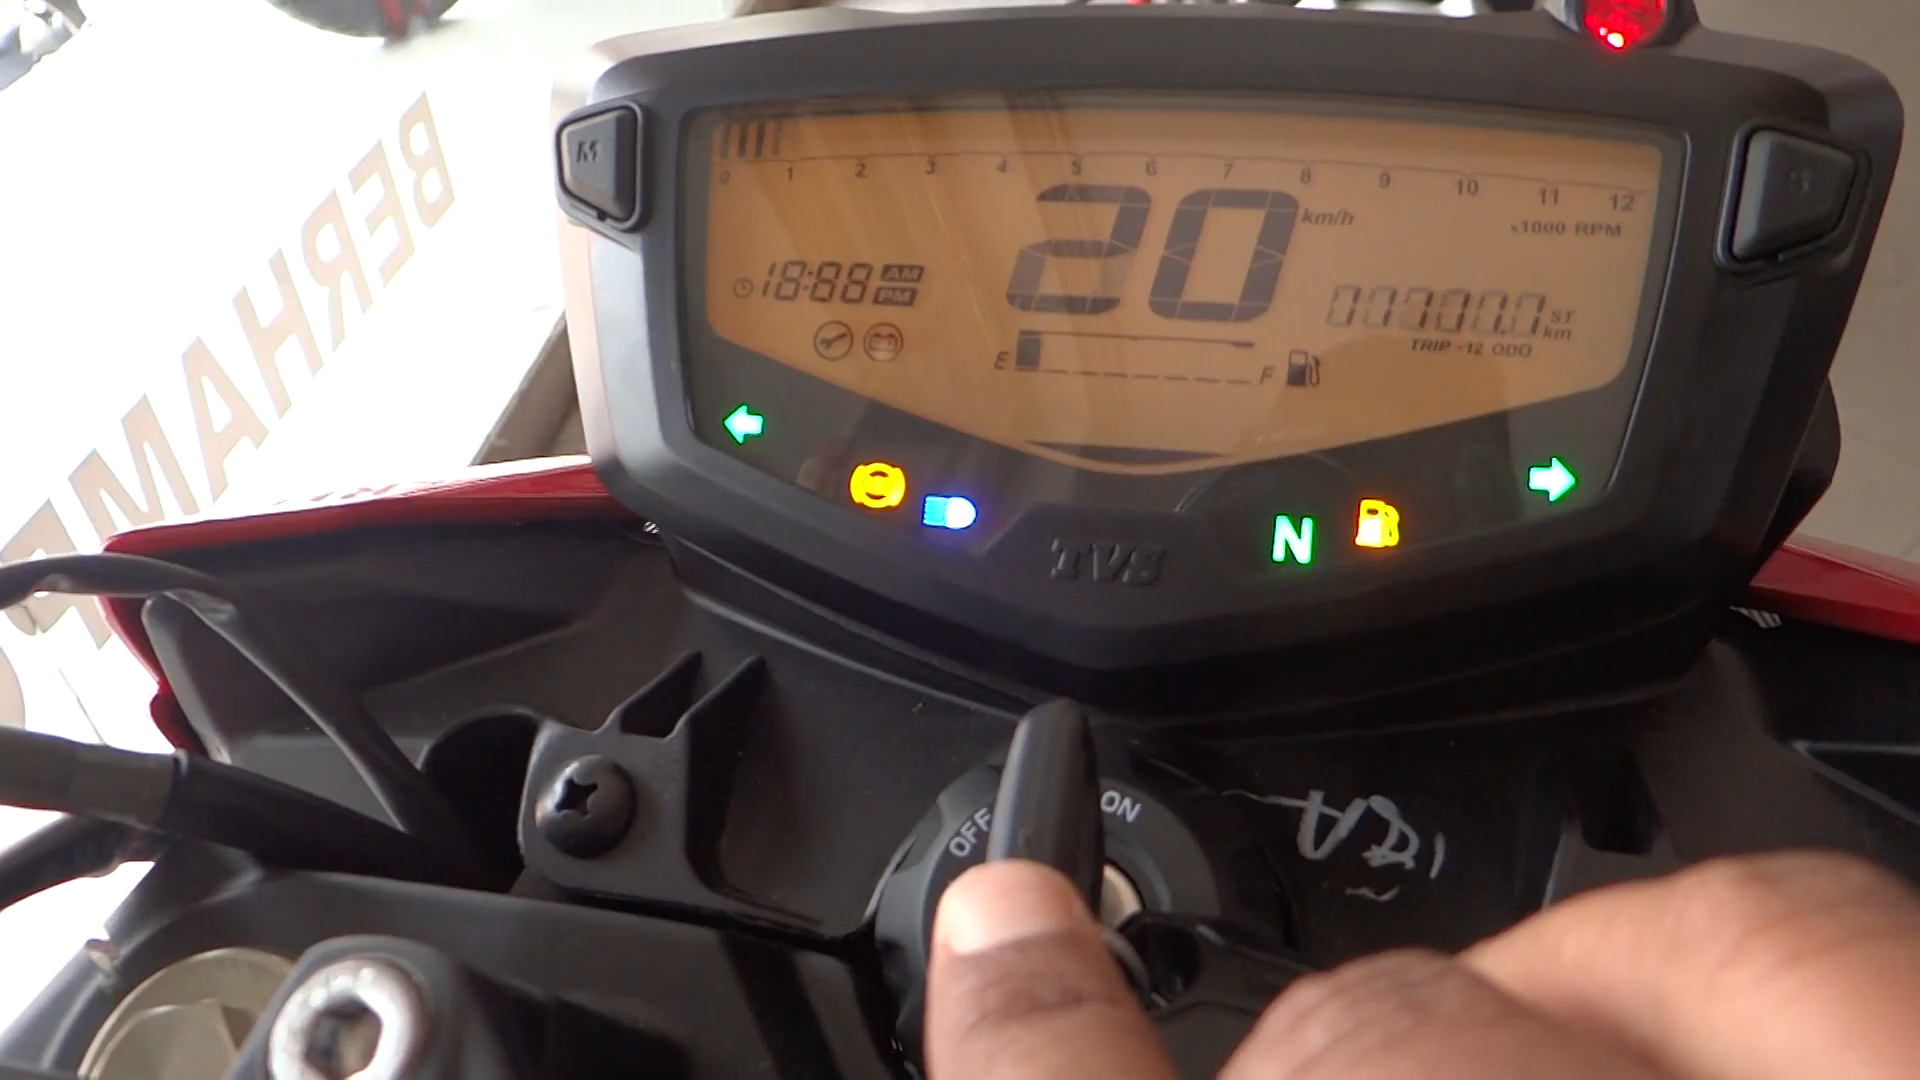 BERHAMP
M
0 1 2 3 4 5 6 7 8 9 10 11 12
x1000 RPM
20 km/h
18:88 AM
PM
ST
km
TRIP -12 ODO
E F
N
TVS
OFF ON